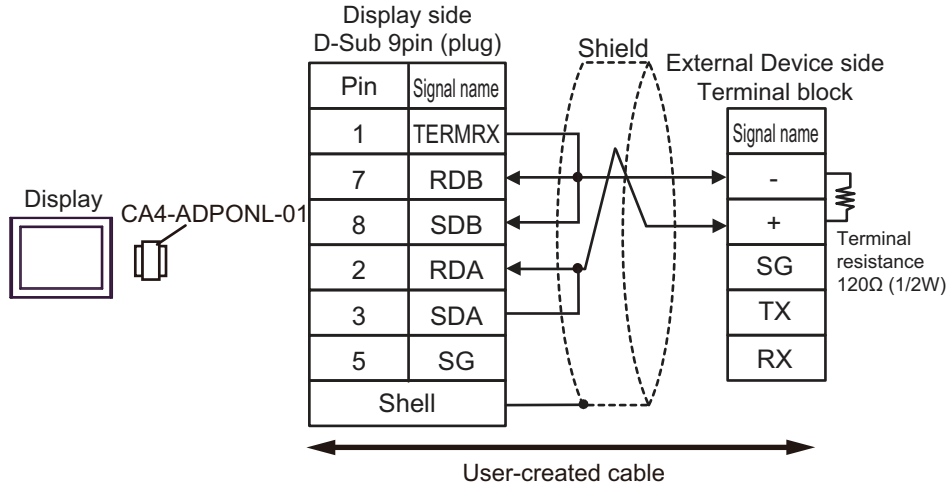 Display side
D-Sub 9pin (plug)
Shield
External Device side
Terminal block
Pin Signal name
1 TERMRX
7 RDB
8 SDB
2 RDA
3 SDA
5 SG
Shell
Signal name
-
+
SG
TX
RX
Display
CA4-ADPONL-01
Terminal
resistance
120Ω (1/2W)
User-created cable